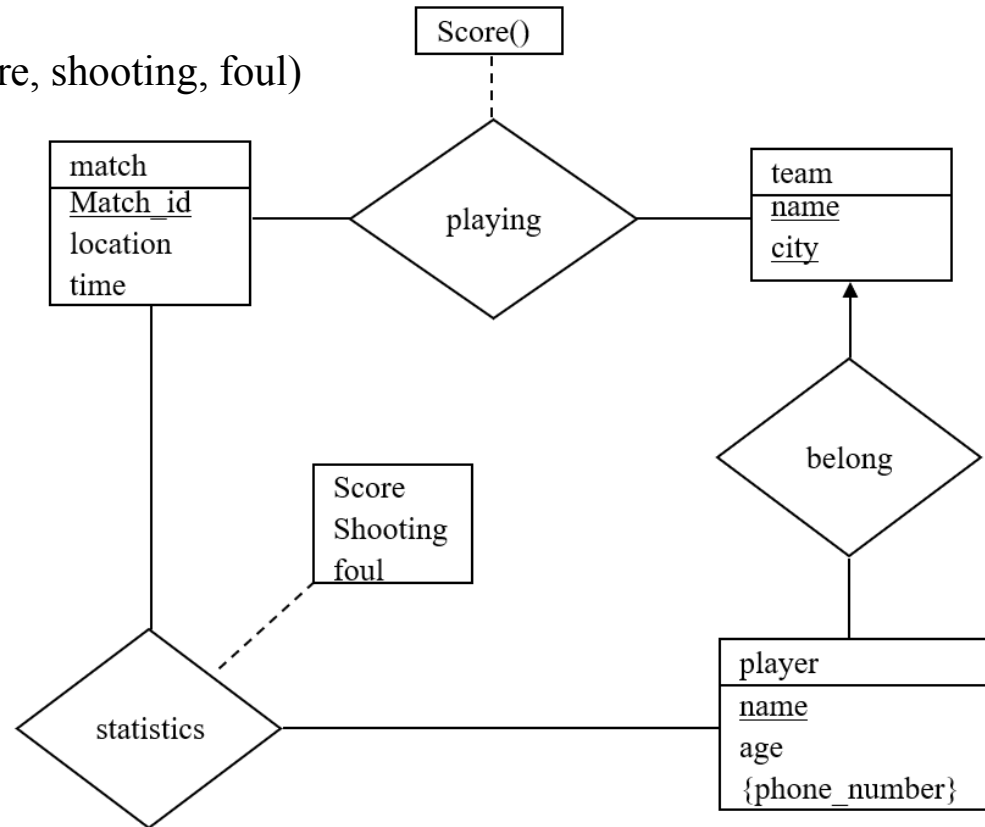 Score()
re, shooting, foul)
match
Match_id
location
time
playing
team
name
city
belong
Score
Shooting
foul
statistics
player
name
age
{phone_number}